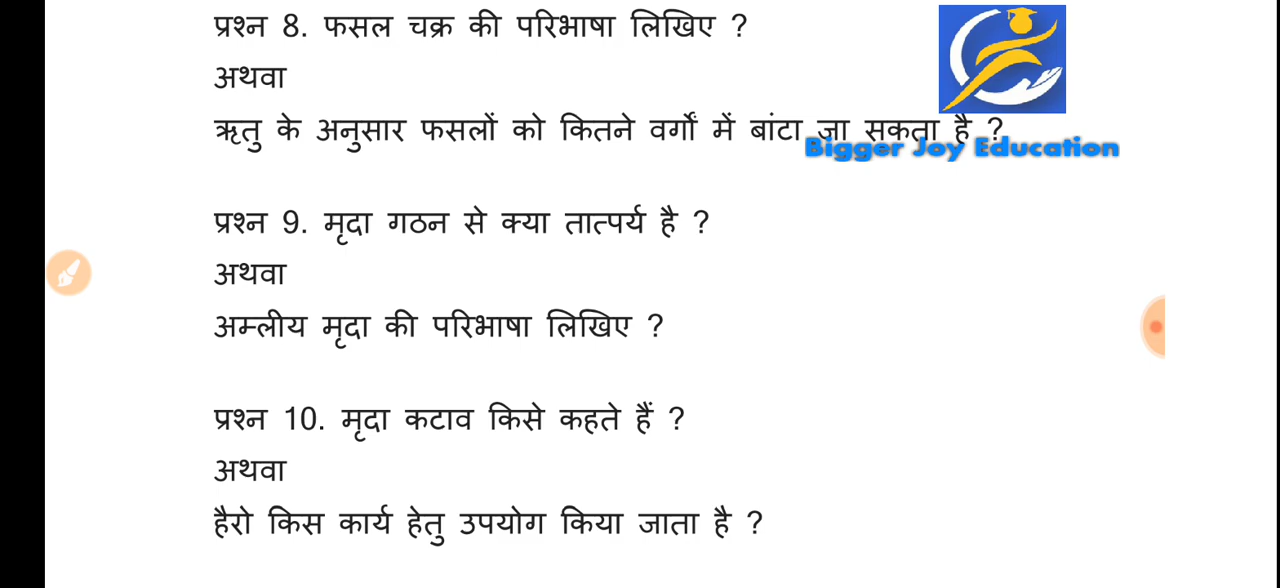 प्रश्न 8. फसल चक्र की परिभाषा लिखिए ?
अथवा
ऋतु के अनुसार फसलों को कितने वर्गों में बांटा जा सकता है ?
Bigger Joy Education
प्रश्न 9. मृदा गठन से क्या तात्पर्य है ?
अथवा
अम्लीय मृदा की परिभाषा लिखिए ?
प्रश्न 10. मृदा कटाव किसे कहते हैं ?
अथवा
हैरो किस कार्य हेतु उपयोग किया जाता है ?